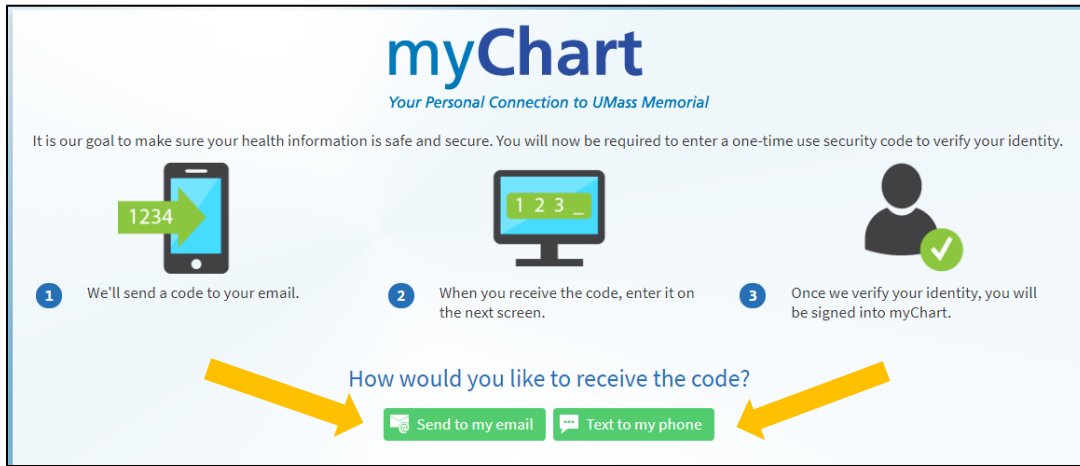 myChart
Your Personal Connection to UMass Memorial
It is our goal to make sure your health information is safe and secure. You will now be required to enter a one-time use security code to verify your identity.
1234
1 2 3 _
1 We'll send a code to your email.
2 When you receive the code, enter it on
the next screen.
3 Once we verify your identity, you will
be signed into myChart.
How would you like to receive the code?
Send to my email
Text to my phone